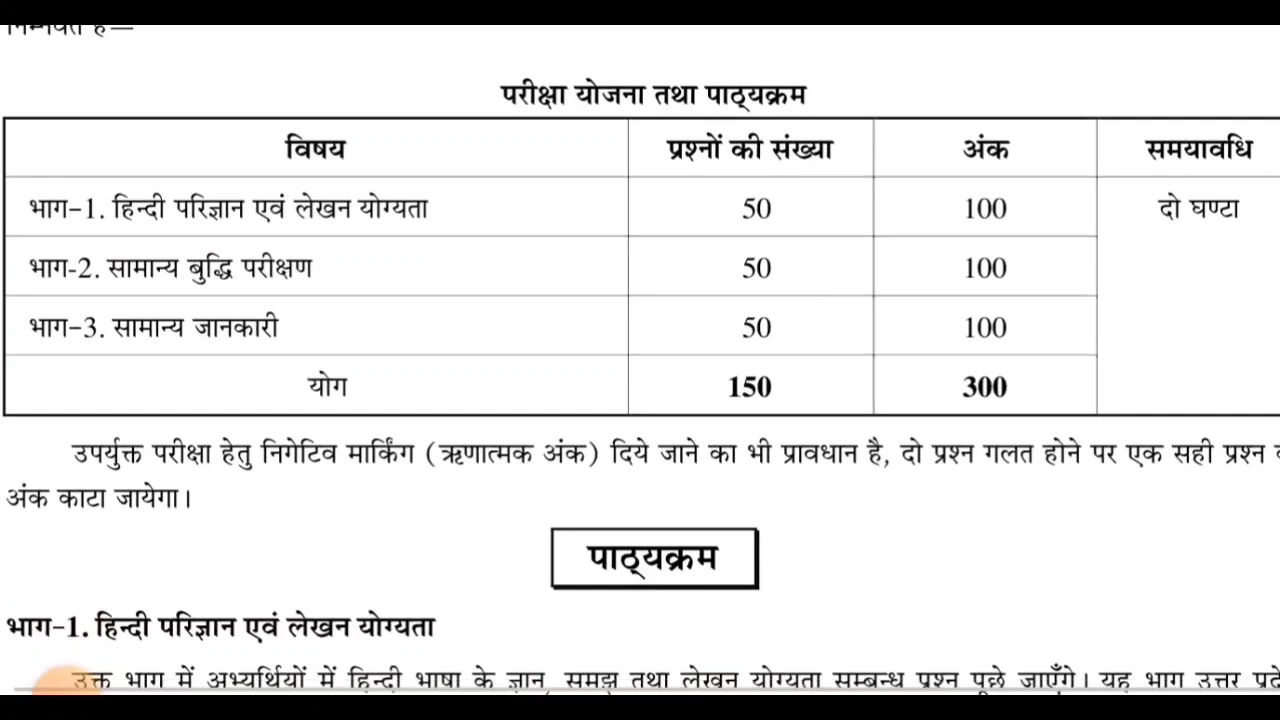 परीक्षा योजना तथा पाठ्यक्रम
विषय प्रश्नों की संख्या अंक समयावधि
भाग-1. हिन्दी परिज्ञान एवं लेखन योग्यता 50 100 दो घण्टा
भाग-2. सामान्य बुद्धि परीक्षण 50 100
भाग-3. सामान्य जानकारी 50 100
योग 150 300
उपर्युक्त परीक्षा हेतु निगेटिव मार्किंग (ऋणात्मक अंक) दिये जाने का भी प्रावधान है, दो प्रश्न गलत होने पर एक सही प्रश्न
अंक काटा जायेगा।
पाठ्यक्रम
भाग-1. हिन्दी परिज्ञान एवं लेखन योग्यता
उक्त भाग में अभ्यर्थियों में हिन्दी भाषा के ज्ञान, समझ तथा लेखन योग्यता सम्बन्ध प्रश्न पूछे जाएँगे। यह भाग उत्तर